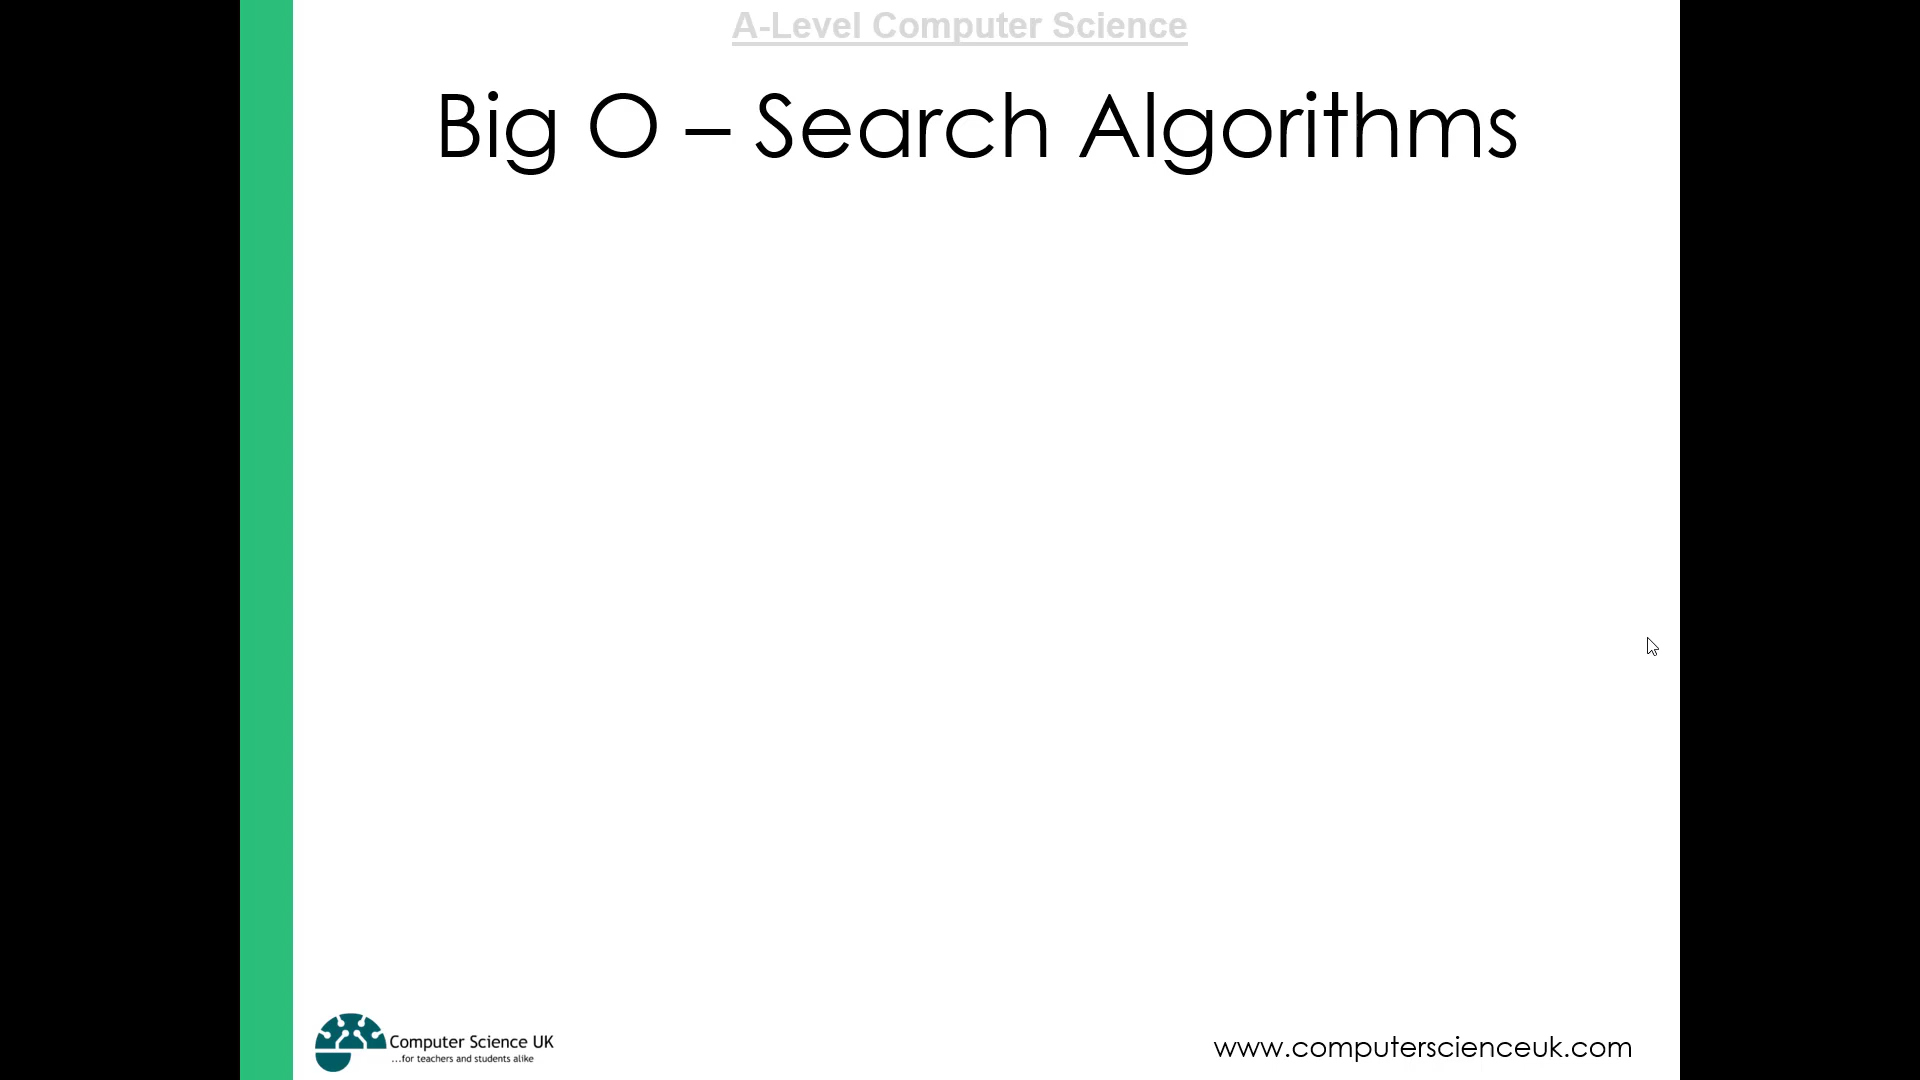 A-Level Computer Science
Big O – Search Algorithms
Computer Science UK
...for teachers and students alike
www.computerscienceuk.com